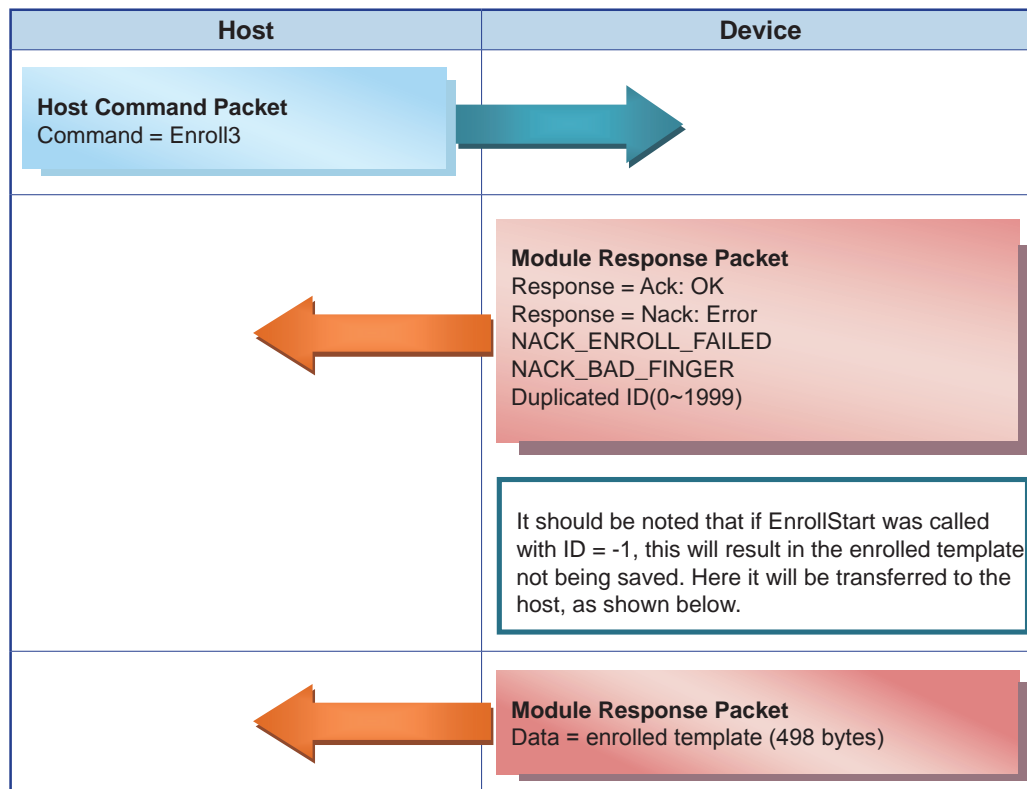 Host
Device
Host Command Packet
Command = Enroll3
Module Response Packet
Response = Ack: OK
Response = Nack: Error
NACK_ENROLL_FAILED
NACK_BAD_FINGER
Duplicated ID(0~1999)
It should be noted that if EnrollStart was called
with ID = -1, this will result in the enrolled template
not being saved. Here it will be transferred to the
host, as shown below.
Module Response Packet
Data = enrolled template (498 bytes)